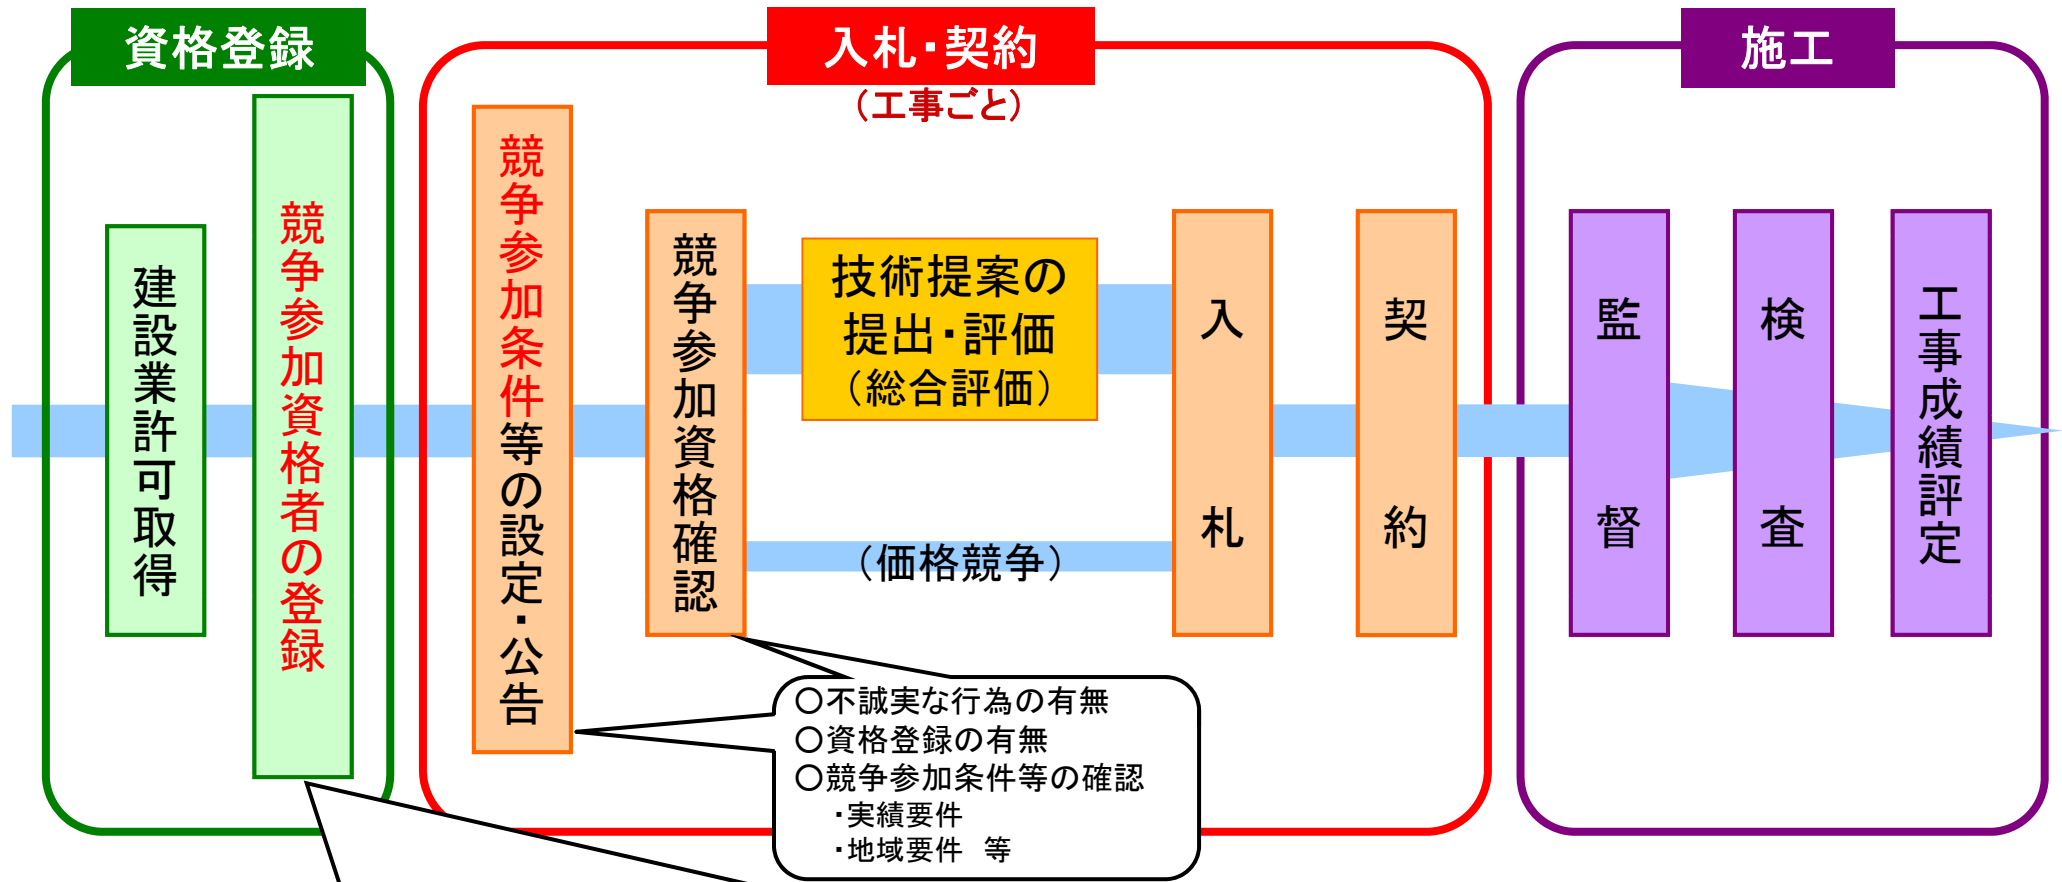 資格登録
建設業許可取得
競争参加資格者の登録
入札・契約
（工事ごと）
競争参加条件等の設定・公告
競争参加資格確認
技術提案の
提出・評価
（総合評価）
（価格競争）
入札
契約
○不誠実な行為の有無
○資格登録の有無
○競争参加条件等の確認
・実績要件
・地域要件　等
施工
監督
検査
工事成績評定